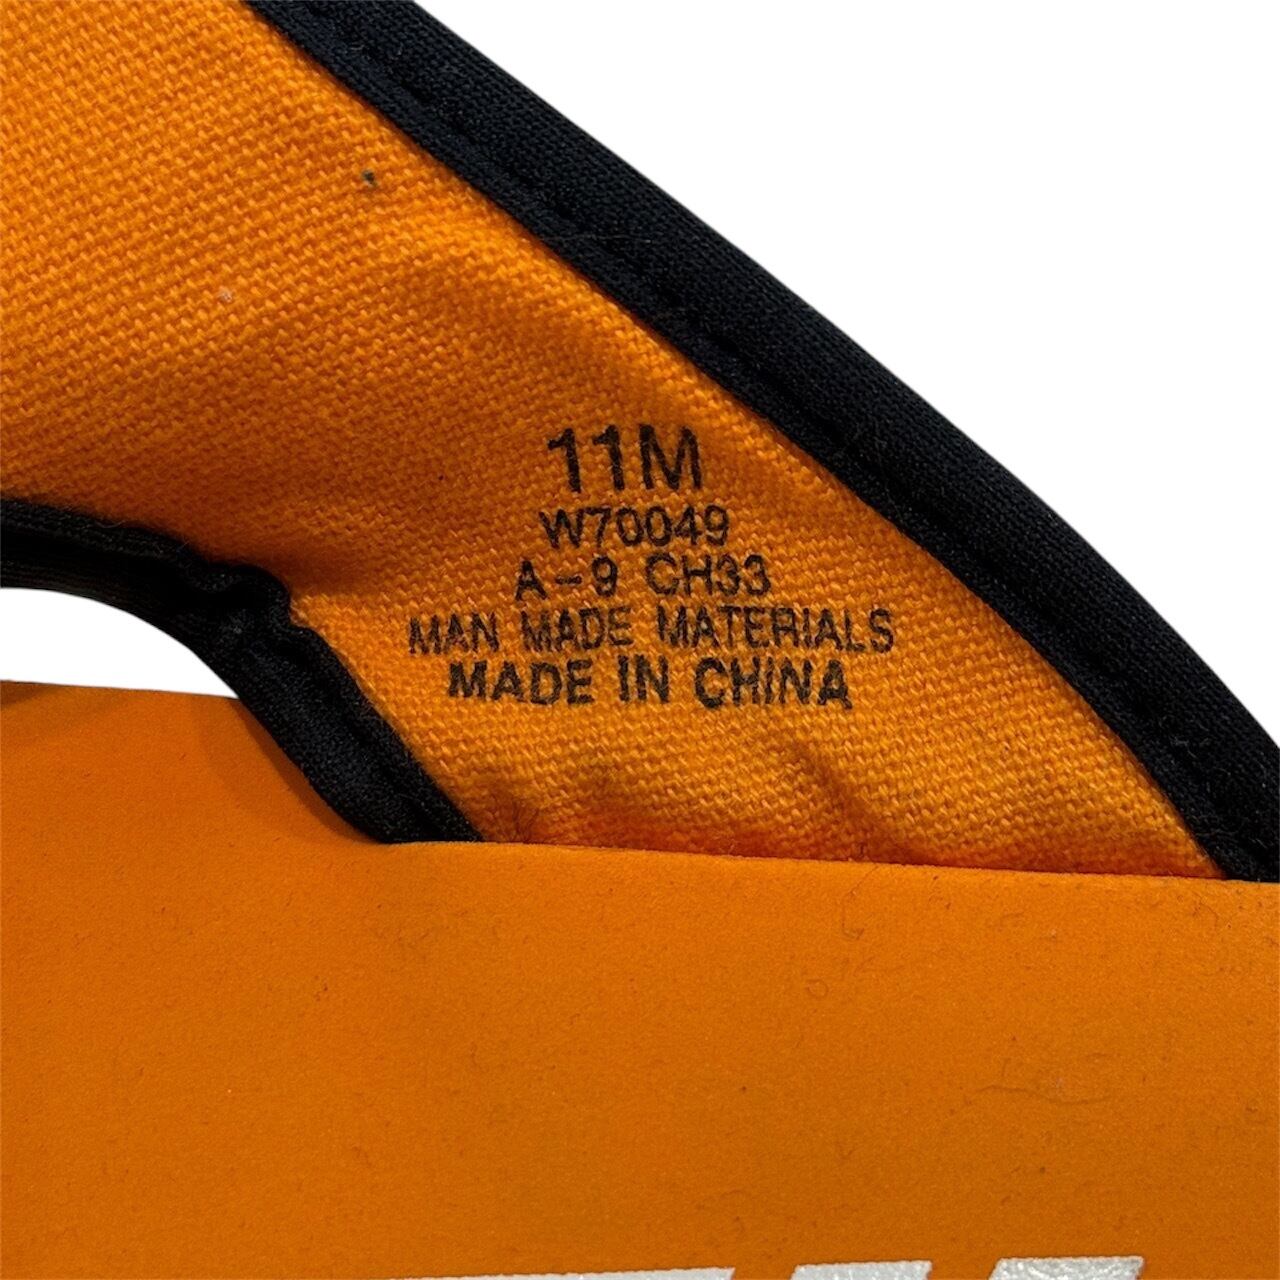 11M
W70049
A-9 CH33
MAN MADE MATERIALS
MADE IN CHINA